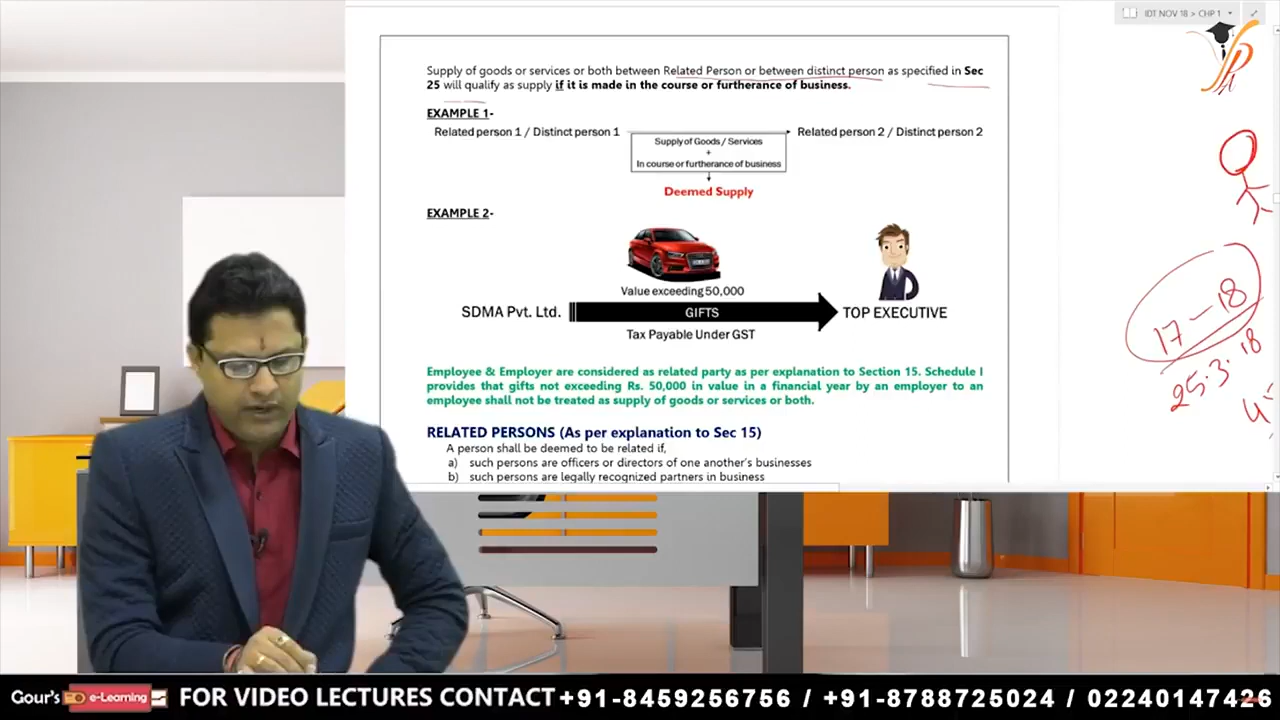 IDT NOV 18 > CHP 1
Supply of goods or services or both between Related Person or between distinct person as specified in Sec
25 will qualify as supply if it is made in the course or furtherance of business.
EXAMPLE 1-
Related person 1 / Distinct person 1
Supply of Goods / Services
+
In course or furtherance of business
Related person 2 / Distinct person 2
Deemed Supply
EXAMPLE 2-
Value exceeding 50,000
SDMA Pvt. Ltd.
GIFTS
TOP EXECUTIVE
Tax Payable Under GST
17-18
25.3.18
Employee & Employer are considered as related party as per explanation to Section 15. Schedule I
provides that gifts not exceeding Rs. 50,000 in value in a financial year by an employer to an
employee shall not be treated as supply of goods or services or both.
RELATED PERSONS (As per explanation to Sec 15)
A person shall be deemed to be related if,
a) such persons are officers or directors of one another's businesses
b) such persons are legally recognized partners in business
Gour's e-Learning FOR VIDEO LECTURES CONTACT +91-8459256756 / +91-8788725024 / 02240147426